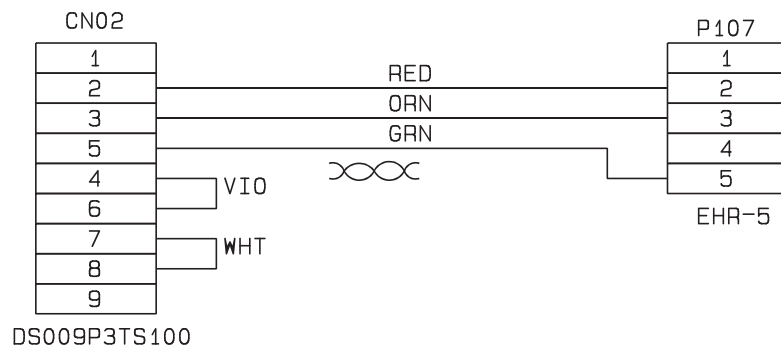 CN02
P107
1
2
3
5
4
6
7
8
9
RED
ORN
GRN
VIO
WHT
1
2
3
4
5
EHR-5
DS009P3TS100